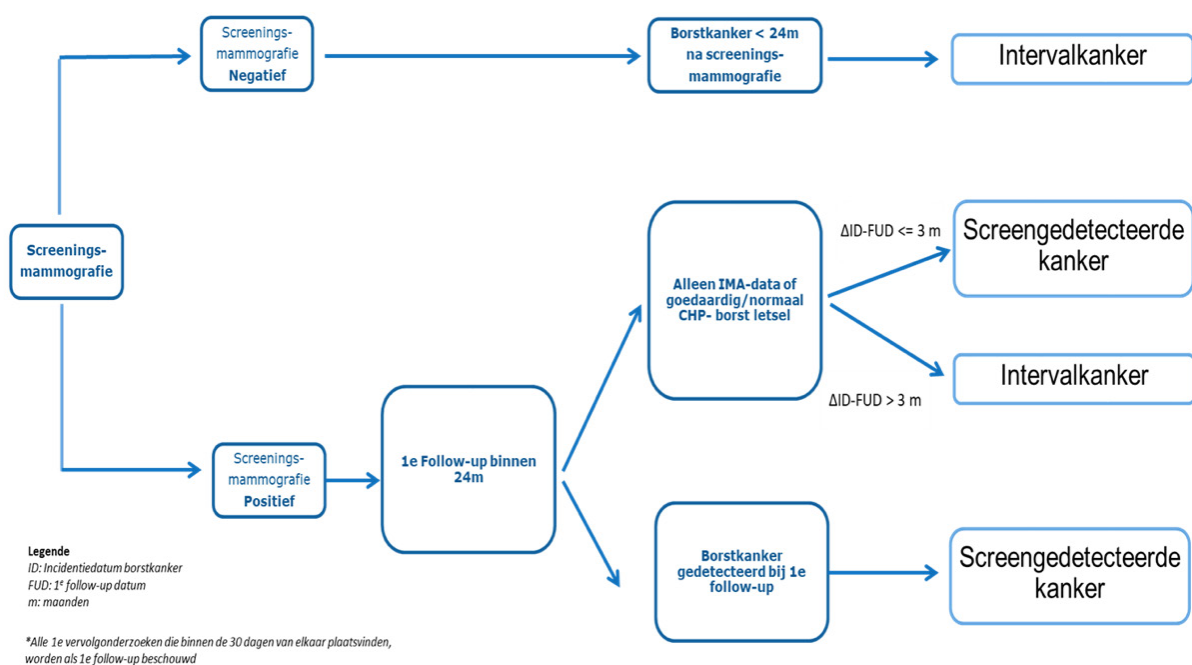 Screenings-
mammografie
Negatief
Borstkanker < 24m
na screenings-
mammografie
Intervalkanker
Screenings-
mammografie
Alleen IMA-data of
goedaardig/normaal
CHP- borst letsel
ΔID-FUD <= 3 m
Screengedetecteerde
kanker
ΔID-FUD > 3 m
Intervalkanker
Screenings-
mammografie
Positief
1e Follow-up binnen
24m
Borstkanker
gedetecteerd bij 1e
follow-up
Screengedetecteerde
kanker
Legende
ID: Incidentiedatum borstkanker
FUD: 1ᵉ follow-up datum
m: maanden
*Alle 1e vervolgonderzoeken die binnen de 30 dagen van elkaar plaatsvinden,
worden als 1e follow-up beschouwd